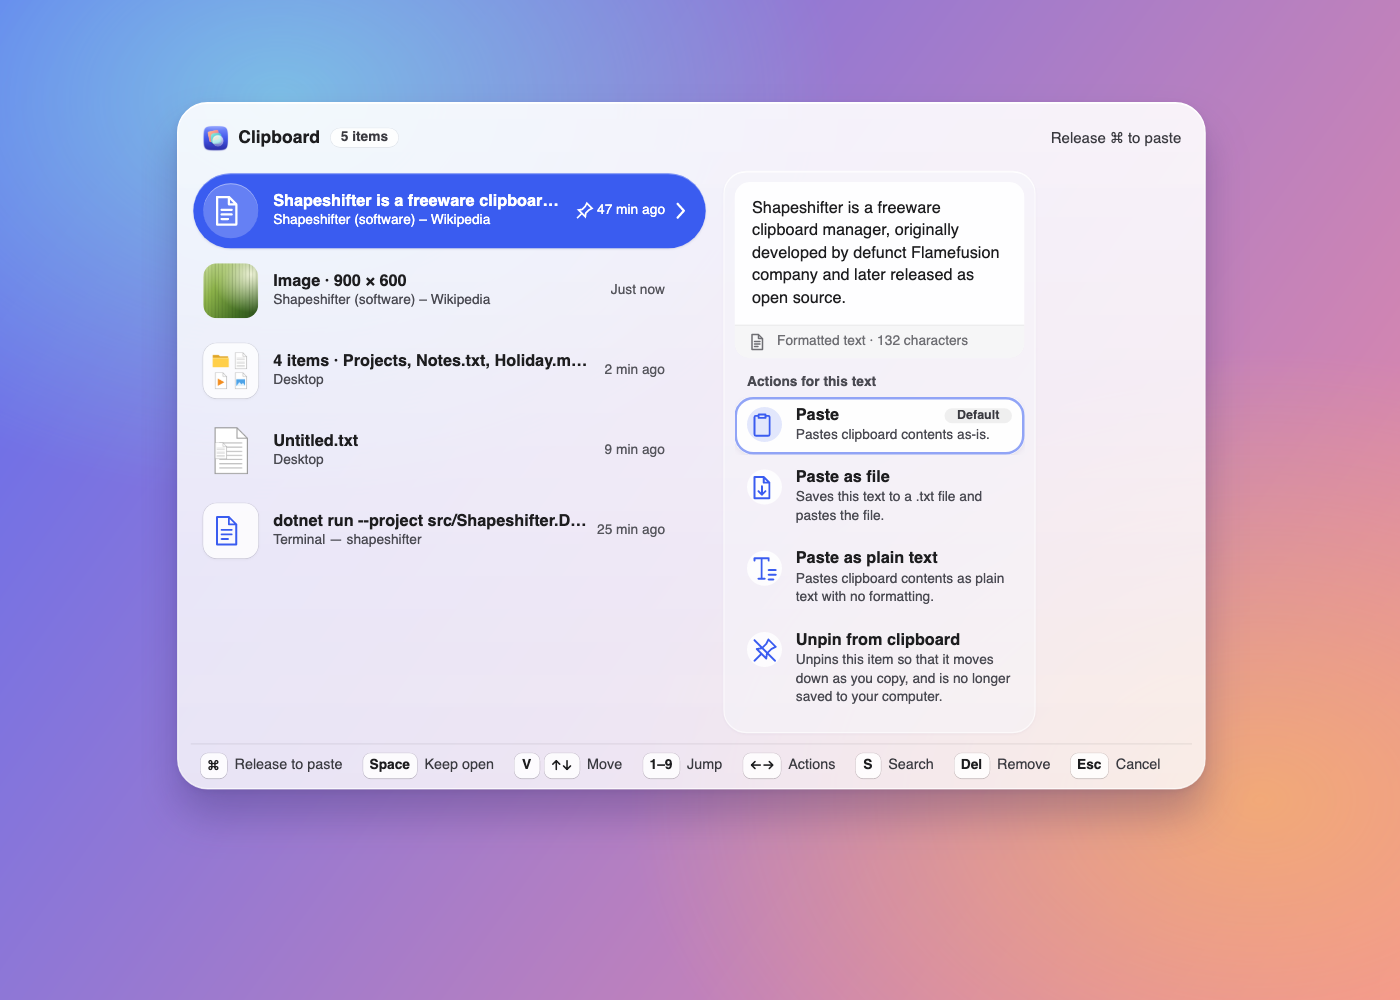 Clipboard
5 items
Release ⌘ to paste
Shapeshifter is a freeware clipboar...
Shapeshifter (software) – Wikipedia
47 min ago
Image · 900 × 600
Shapeshifter (software) – Wikipedia
Just now
4 items · Projects, Notes.txt, Holiday.m...
Desktop
2 min ago
Untitled.txt
Desktop
9 min ago
dotnet run --project src/Shapeshifter.D...
Terminal — shapeshifter
25 min ago
Shapeshifter is a freeware
clipboard manager, originally
developed by defunct Flamefusion
company and later released as
open source.
Formatted text · 132 characters
Actions for this text
Paste
Default
Pastes clipboard contents as-is.
Paste as file
Saves this text to a .txt file and
pastes the file.
Paste as plain text
Pastes clipboard contents as plain
text with no formatting.
Unpin from clipboard
Unpins this item so that it moves
down as you copy, and is no longer
saved to your computer.
⌘ Release to paste Space Keep open V ↑↓ Move 1–9 Jump ←→ Actions S Search Del Remove Esc Cancel